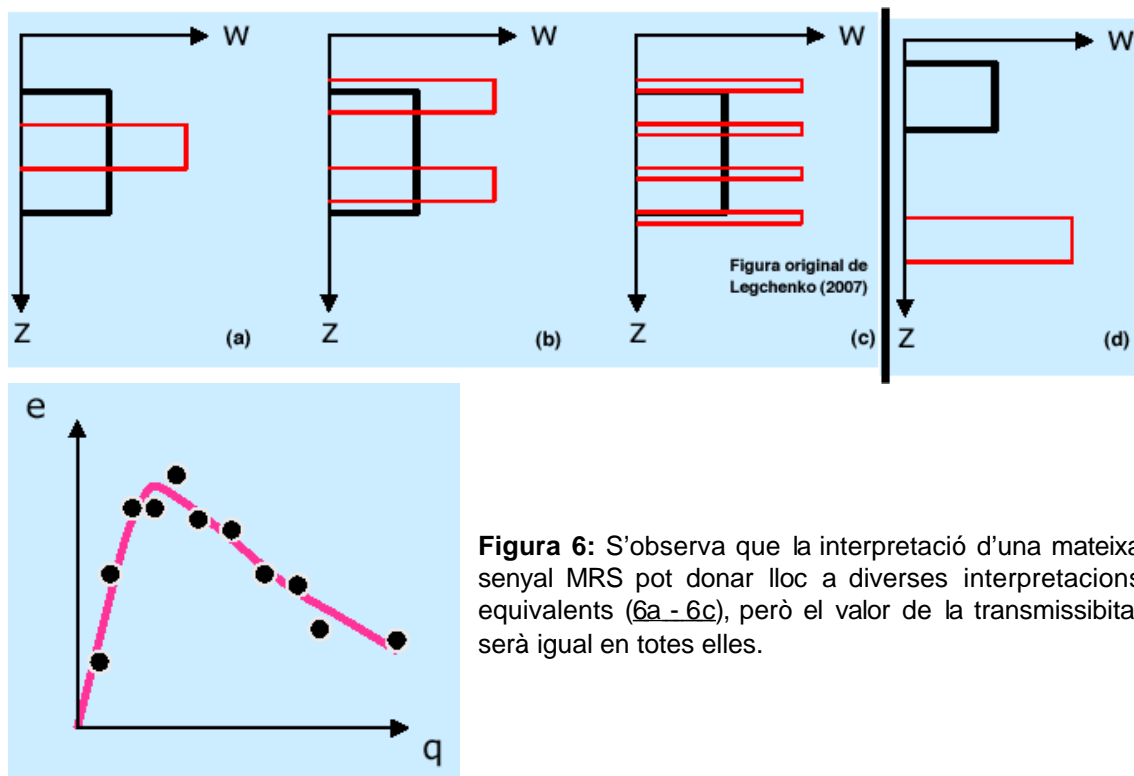 W
Z
(a)
W
Z
(b)
W
Figura original de
Legchenko (2007)
Z
(c)
W
Z
(d)
e
q
Figura 6: S'observa que la interpretació d'una mateixa
senyal MRS pot donar lloc a diverses interpretacions
equivalents (6a - 6c), però el valor de la transmissibita
serà igual en totes elles.